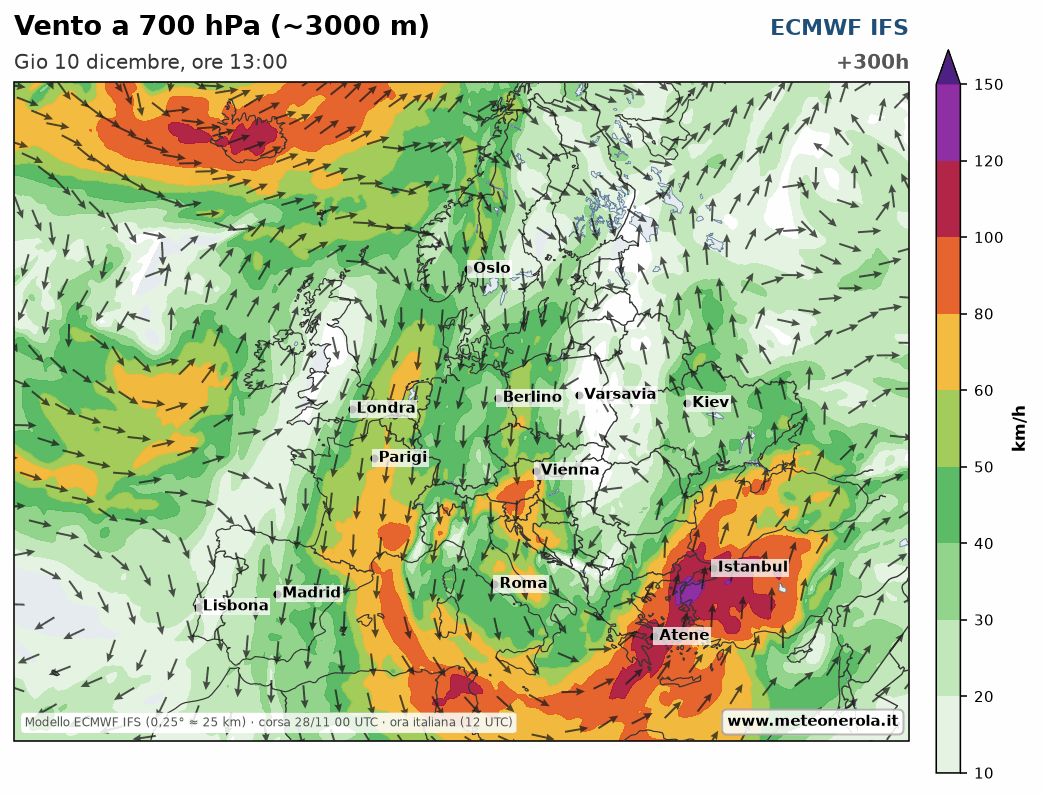 Vento a 700 hPa (~3000 m)
ECMWF IFS
Gio 10 dicembre, ore 13:00
+300h
150
120
100
80
60
50
40
30
20
10
km/h
Oslo
Londra
Berlino
Varsavia
Kiev
Parigi
Vienna
Istanbul
Roma
Madrid
Lisbona
Atene
Modello ECMWF IFS (0,25° ≈ 25 km) · corsa 28/11 00 UTC · ora italiana (12 UTC)
www.meteonerola.it